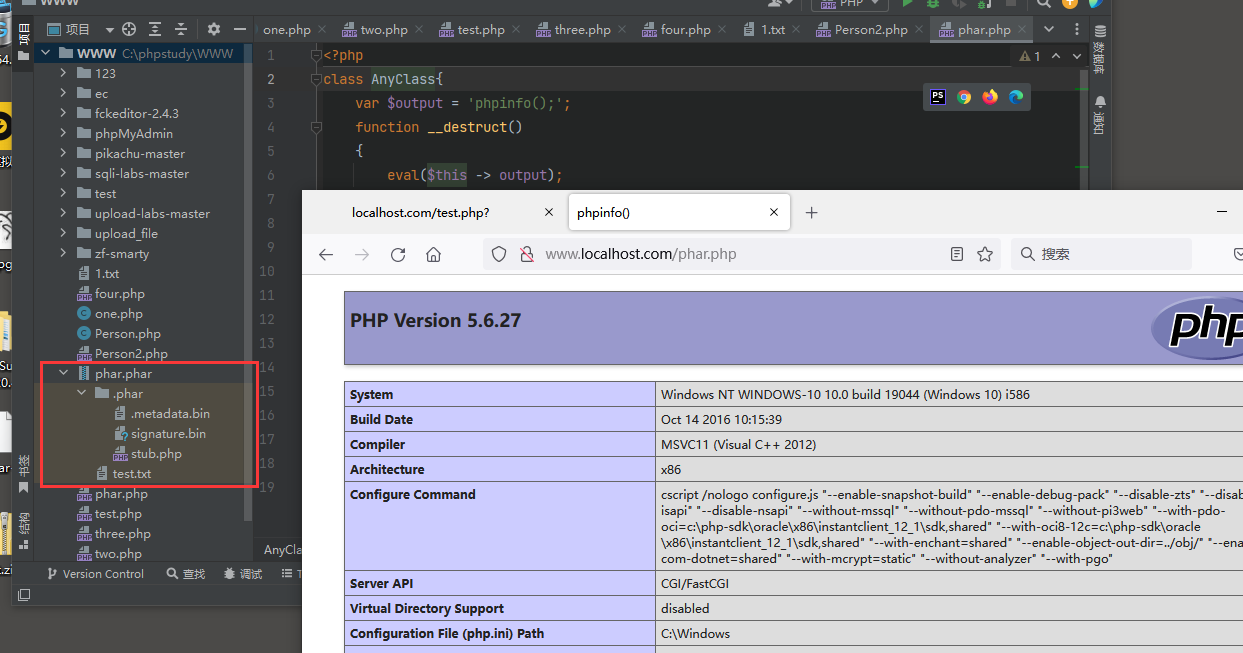 WWW
PHP
项目
项目
one.php
two.php
test.php
three.php
four.php
1.txt
Person2.php
phar.php
WWW C:\phpstudy\WWW
123
ec
fckeditor-2.4.3
phpMyAdmin
pikachu-master
sqli-labs-master
test
upload-labs-master
upload_file
zf-smarty
1.txt
four.php
one.php
Person.php
Person2.php
phar.phar
.phar
.metadata.bin
signature.bin
stub.php
test.txt
phar.php
test.php
three.php
two.php
书签
结构
Version Control
查找
调试
1 <?php
2 class AnyClass{
3 var $output = 'phpinfo();';
4 function __destruct()
5 {
6 eval($this -> output);
7
8
9
10
11
12
13
14
15
16
17
18
19
1
PS
数据库
通知
AnyCla
localhost.com/test.php?
phpinfo()
www.localhost.com/phar.php
搜索
PHP Version 5.6.27
php
System Windows NT WINDOWS-10 10.0 build 19044 (Windows 10) i586
Build Date Oct 14 2016 10:15:39
Compiler MSVC11 (Visual C++ 2012)
Architecture x86
Configure Command cscript /nologo configure.js "--enable-snapshot-build" "--enable-debug-pack" "--disable-zts" "--disab
isapi" "--disable-nsapi" "--without-mssql" "--without-pdo-mssql" "--without-pi3web" "--with-pdo-
oci=c:\php-sdk\oracle\x86\instantclient_12_1\sdk,shared" "--with-oci8-12c=c:\php-sdk\oracle
\x86\instantclient_12_1\sdk,shared" "--with-enchant=shared" "--enable-object-out-dir=../obj/" "--ena
com-dotnet=shared" "--with-mcrypt=static" "--without-analyzer" "--with-pgo"
Server API CGI/FastCGI
Virtual Directory Support disabled
Configuration File (php.ini) Path C:\Windows